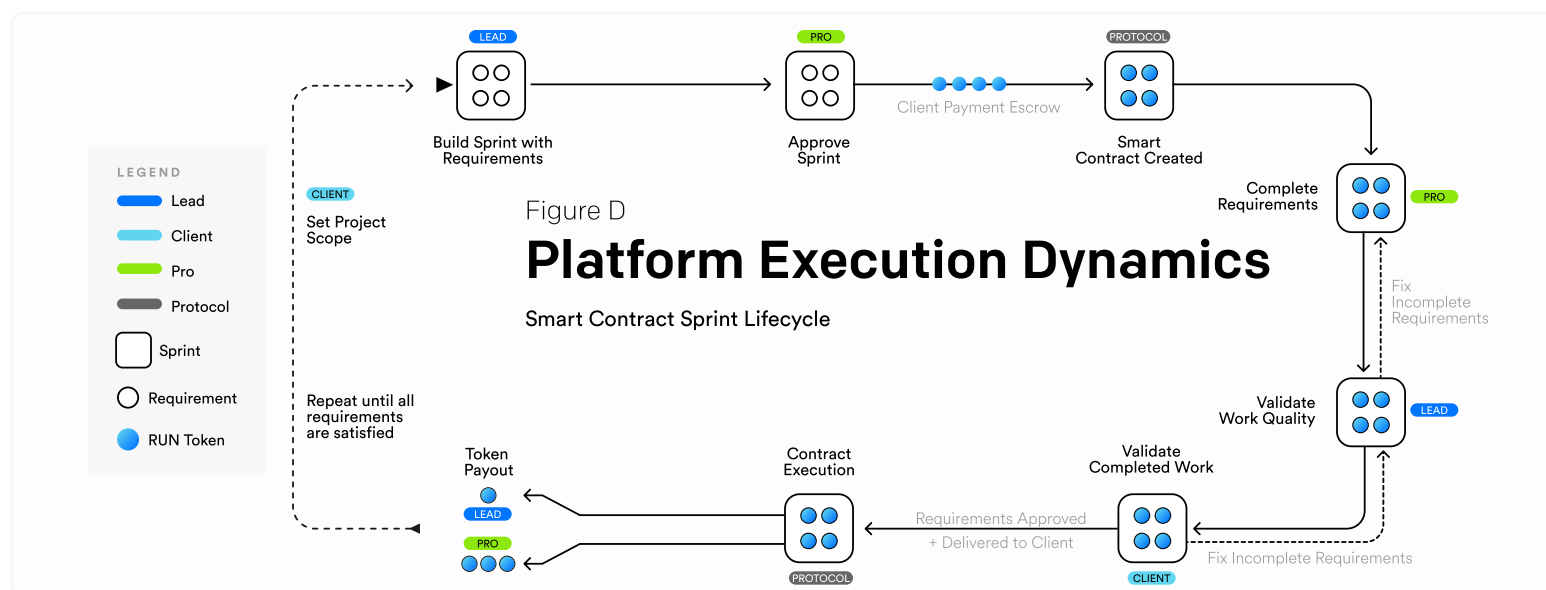 LEAD
Build Sprint with
Requirements
PRO
Approve
Sprint
Client Payment Escrow
PROTOCOL
Smart
Contract Created
LEGEND
Lead
Client
Pro
Protocol
Sprint
Requirement
RUN Token
CLIENT
Set Project
Scope
Repeat until all
requirements
are satisfied
Figure D
Platform Execution Dynamics
Smart Contract Sprint Lifecycle
Complete
Requirements
PRO
Fix
Incomplete
Requirements
Validate
Work Quality
LEAD
Fix Incomplete Requirements
Validate
Completed Work
CLIENT
Requirements Approved
+ Delivered to Client
Contract
Execution
PROTOCOL
Token
Payout
LEAD
PRO